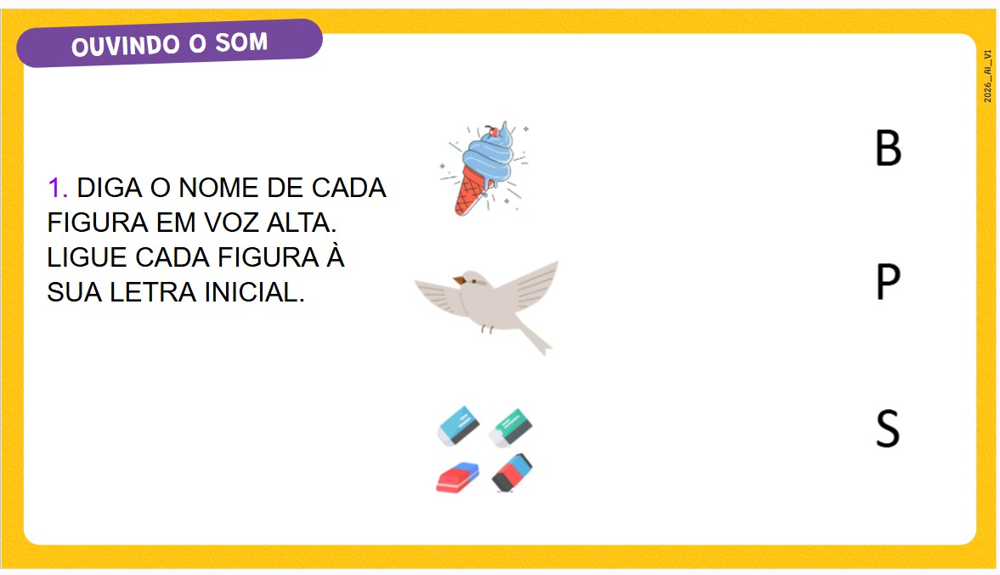 OUVINDO O SOM
2026_AI_V1
1. DIGA O NOME DE CADA
FIGURA EM VOZ ALTA.
LIGUE CADA FIGURA À
SUA LETRA INICIAL.
B
P
S